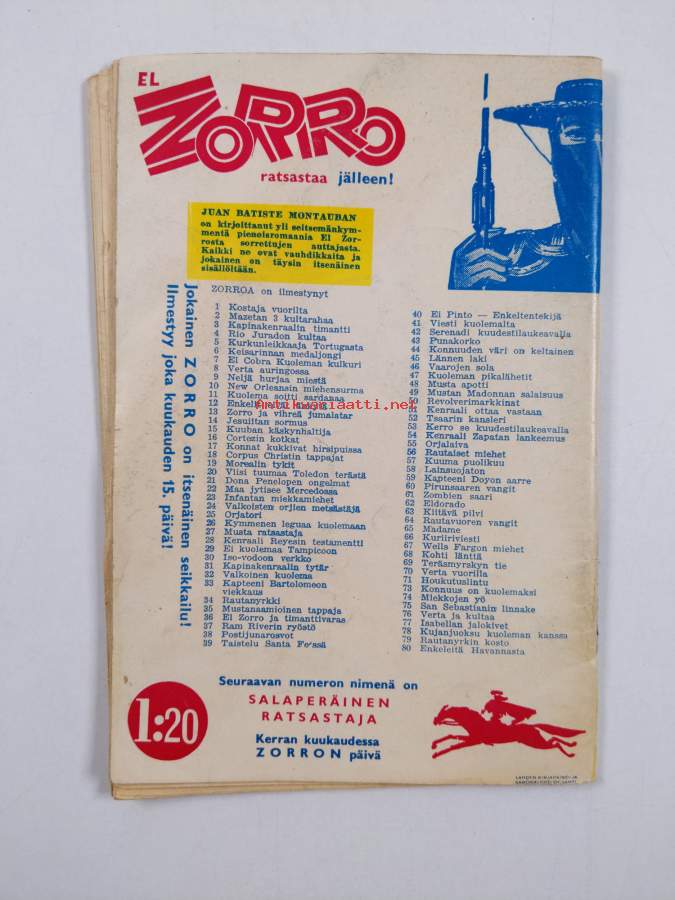 EL
ZORRO
ratsastaa jälleen!
JUAN BATISTE MONTAUBAN
on kirjoittanut yli seitsemänkym-
mentä pienoisromaania El Zor-
rosta sorrettujen auttajasta.
Kaikki ne ovat vauhdikkaita ja
jokainen on täysin itsenäinen
sisällöltään.
Jokainen ZORRO on itsenäinen seikkailu!
Ilmestyy joka kuukauden 15. päivä!
ZORROA on ilmestynyt
1 Kostaja vuorilta
2 Mazetan 3 kultarahaa
3 Kapinakenraalin timantti
4 Rio Juradon kultaa
5 Kurkunleikkaaja Tortugasta
6 Keisarinnan medaljongi
7 El Cobra Kuoleman kulkuri
8 Verta auringossa
9 Neljä hurjaa miestä
10 New Orleansin miehensurma
11 Kuolema soitti sardanaa
12
13 Zorro ja vihreä jumalatar
14 Jesuiitan sormus
15 Kuuban käskynhaltija
16 Cortezin kotkat
17 Konnat kukkivat hirsipuissa
18 Corpus Christin tappajat
19 Morealin tykit
20 Viisi tuumaa Toledon terästä
21 Dona Penelopen ongelmat
22 Maa jytisee Mercedossa
23 Infantan miekkamiehet
24 Valkoisten orjien metsästäjä
25 Orjatori
26 Kymmenen leguaa kuolemaan
27 Musta ratsastaja
28 Kenraali Reyesin testamentti
29 Ei kuolemaa Tampicoon
30 Iso-vodoon verkko
31 Kapinakenraalin tytär
32 Valkoinen kuolema
33 Kapteeni Bartolomeon
viekkaus
34 Rautanyrkki
35 Mustanaamioinen tappaja
36 El Zorro ja timanttivaras
37 Ram Riverin ryöstö
38 Postijunarosvot
39 Taistelu Santa Fe'ssä
40 El Pinto — Enkeltentekijä
41 Viesti kuolemalta
42 Serenadi kuudestilaukeavalla
43 Punakorko
44 Konnuuden väri on keltainen
45 Lännen laki
46 Vaarojen sola
47 Kuoleman pikalähetit
48 Musta apotti
49 Mustan Madonnan salaisuus
50 Revolverimarkkinat
51 Kenraali ottaa vastaan
52 Tsaarin kansleri
53 Kerro se kuudestilaukeavalla
54 Kenraali Zapatan lankeemus
55 Orjalaiva
56 Rautaiset miehet
57 Kuuma puolikuu
58 Lainsuojaton
59 Kapteeni Doyon aarre
60 Pirunsaaren vangit
61 Zombien saari
62 Eldorado
63 Kiitävä pilvi
64 Rautavuoren vangit
65 Madame
66 Kuriiriviesti
67 Wells Fargon miehet
68 Kohti länttä
69 Teräsmyrskyn tie
70 Verta vuorilla
71 Houkutuslintu
73 Konnuus on kuolemaksi
74 Miekkojen yö
75 San Sebastianin linnake
76 Verta ja kultaa
77 Isabellan jalokivet
78 Kujanjuoksu kuoleman kanssa
79 Rautanyrkin kosto
80 Enkeleitä Havannasta
Antikvariaatti.net
Seuraavan numeron nimenä on
SALAPERÄINEN
RATSASTAJA
Kerran kuukaudessa
ZORRON päivä
1:20